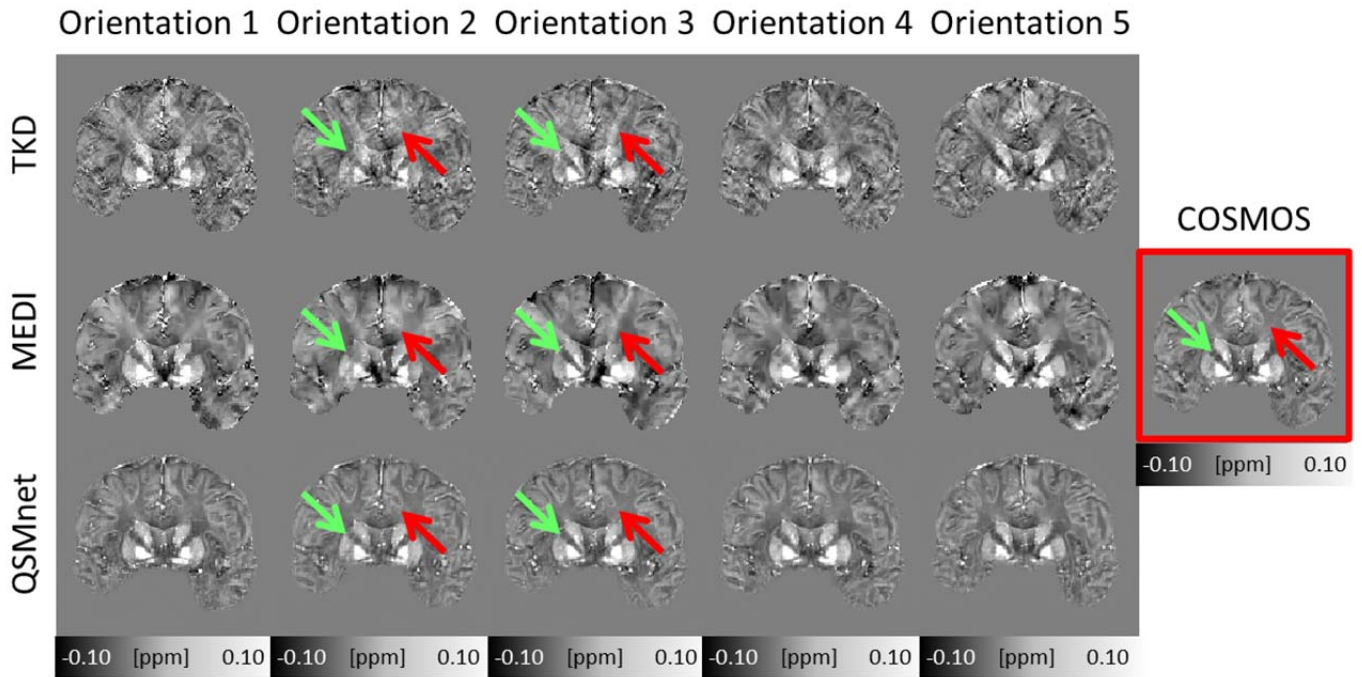 Orientation 1 Orientation 2 Orientation 3 Orientation 4 Orientation 5
TKD
COSMOS
MEDI
-0.10 [ppm] 0.10
QSMnet
-0.10 [ppm] 0.10 -0.10 [ppm] 0.10 -0.10 [ppm] 0.10 -0.10 [ppm] 0.10 -0.10 [ppm] 0.10